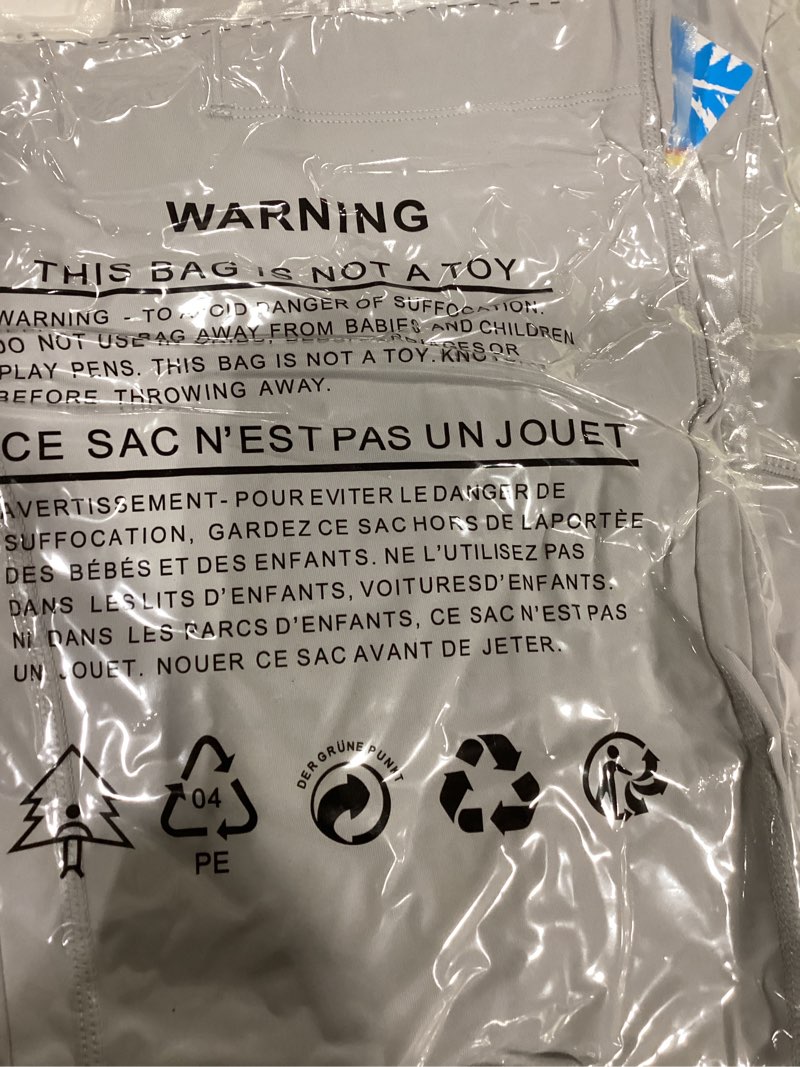 WARNING
THIS BAG IS NOT A TOY
WARNING - TO DANGER OF SUFFOCATION.
DO NOT USE BAG AWAY FROM BABIES AND CHILDREN
PLAY PENS. THIS BAG IS NOT A TOY.
BEFORE THROWING AWAY.
CE SAC N'EST PAS UN JOUET
AVERTISSEMENT- POUR EVITER LE DANGER DE
SUFFOCATION, GARDEZ CE SAC HORS DE LAPORTÈE
DES BÉBÉS ET DES ENFANTS. NE L'UTILISEZ PAS
DANS LES LITS D'ENFANTS, VOITURESD'ENFANTS.
NI DANS LES PARCS D'ENFANTS, CE SAC N'EST PAS
UN JOUET. NOUER CE SAC AVANT DE JETER.
DER GRÜNE PUNKT
04
PE